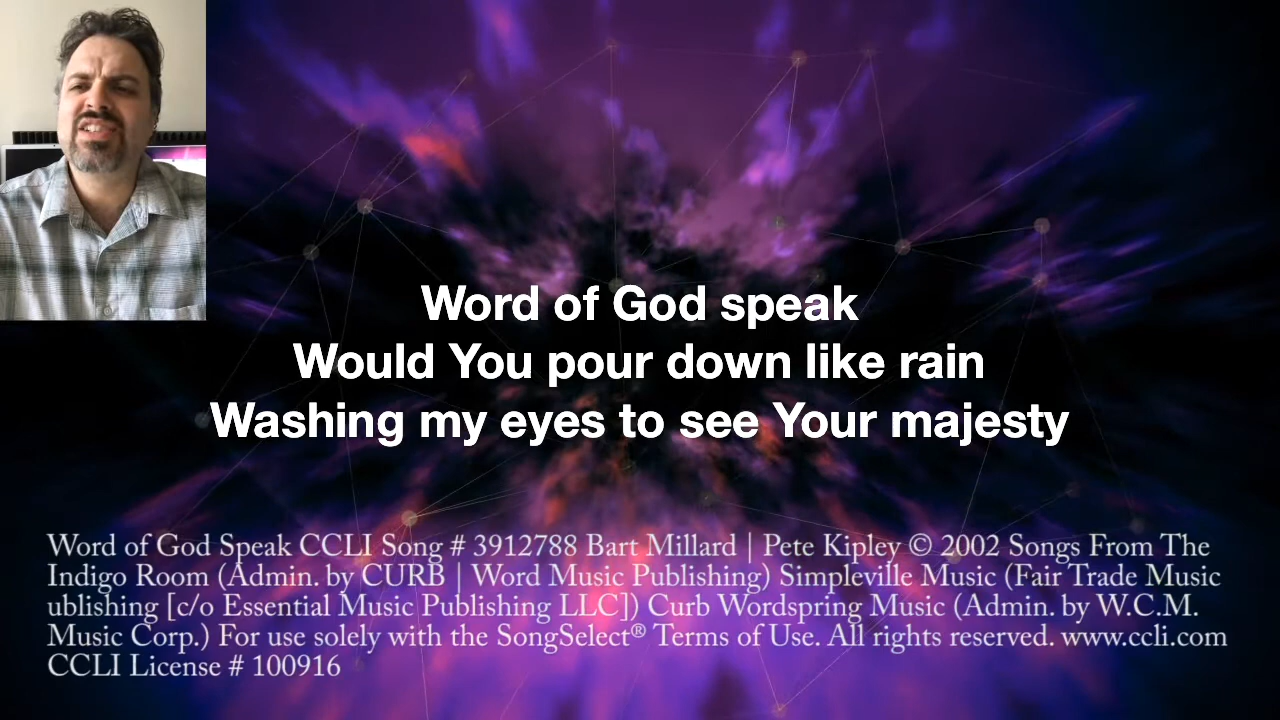 Word of God speak
Would You pour down like rain
Washing my eyes to see Your majesty
Word of God Speak CCLI Song # 3912788 Bart Millard | Pete Kipley © 2002 Songs From The
Indigo Room (Admin. by CURB | Word Music Publishing) Simpleville Music (Fair Trade Music
ublishing [c/o Essential Music Publishing LLC]) Curb Wordspring Music (Admin. by W.C.M.
Music Corp.) For use solely with the SongSelect® Terms of Use. All rights reserved. www.ccli.com
CCLI License # 100916